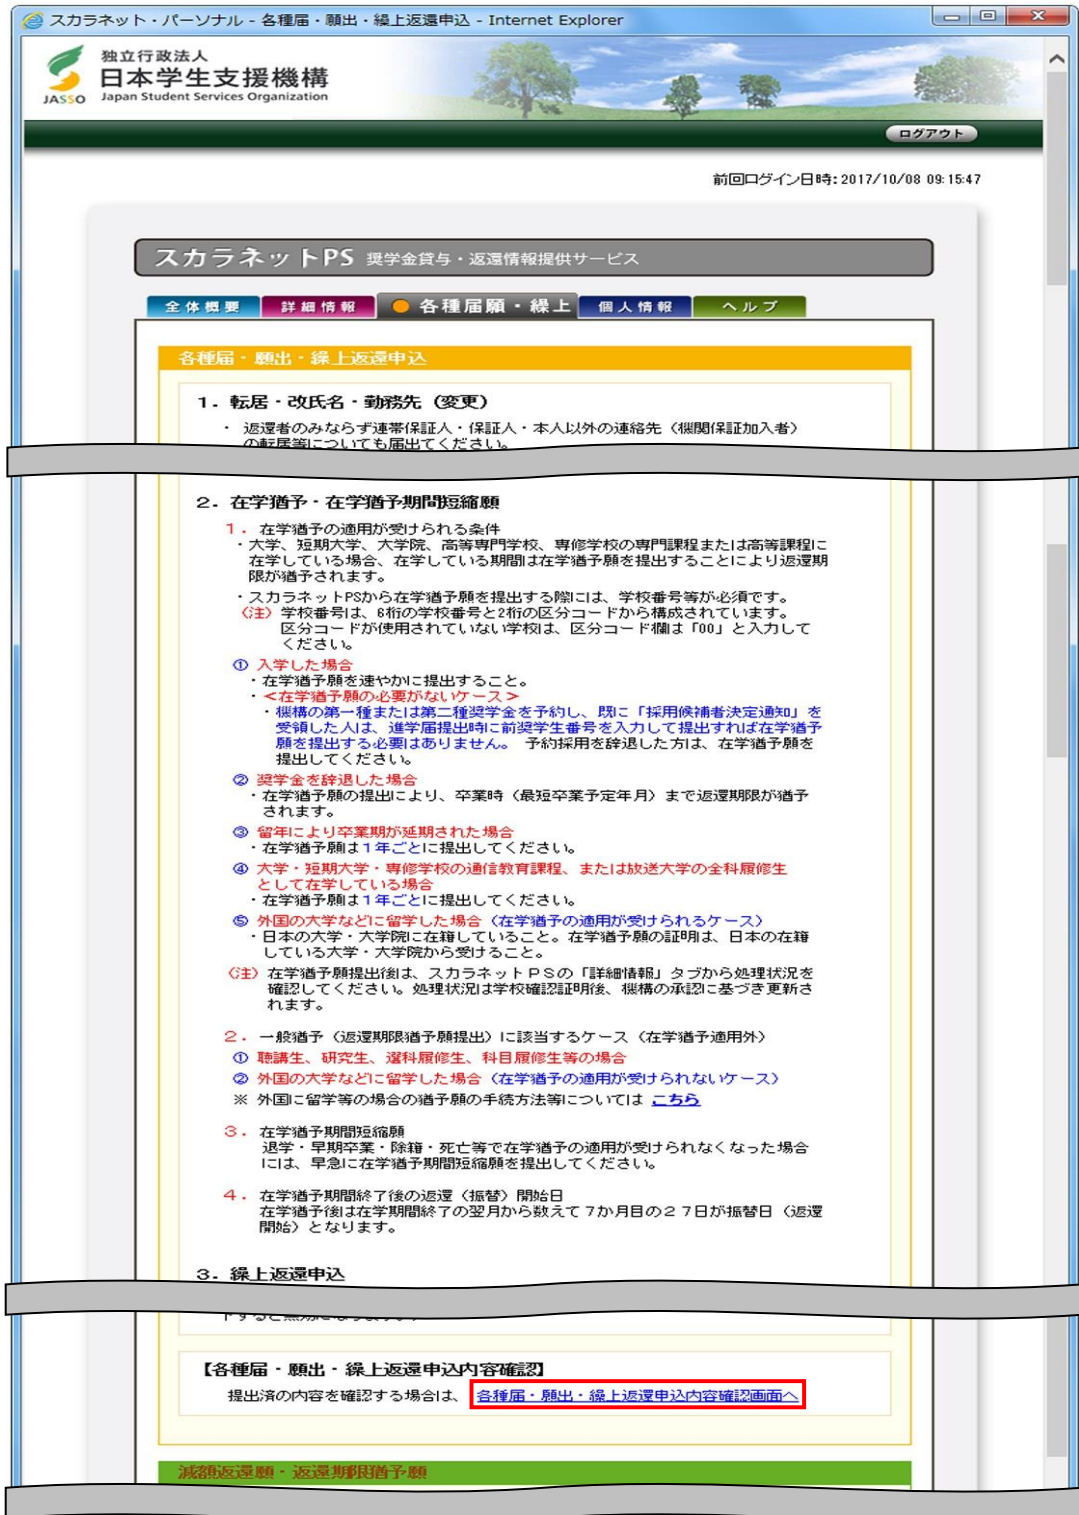 スカラネット・パーソナル - 各種届・願出・繰上返還申込 - Internet Explorer
独立行政法人
日本学生支援機構
JASSO Japan Student Services Organization
ログアウト
前回ログイン日時:2017/10/08 09:15:47
スカラネットPS 奨学金貸与・返還情報提供サービス
全体概要 詳細情報 各種届願・繰上 個人情報 ヘルプ
各種届・願出・繰上返還申込
1. 転居・改氏名・勤務先（変更）
・ 返還者のみならず連帯保証人・保証人・本人以外の連絡先（機関保証加入者）
の転居等についても届出てください。
2. 在学猶予・在学猶予期間短縮願
1. 在学猶予の適用が受けられる条件
・大学、短期大学、大学院、高等専門学校、専修学校の専門課程または高等課程に
在学している場合、在学している期間は在学猶予願を提出することにより返還期
限が猶予されます。
・スカラネットPSから在学猶予願を提出する際には、学校番号等が必須です。
（注） 学校番号は、6桁の学校番号と2桁の区分コードから構成されています。
区分コードが使用されていない学校は、区分コード欄は「00」と入力して
ください。
① 入学した場合
・在学猶予願を速やかに提出すること。
・＜在学猶予願の必要がないケース＞
・機構の第一種または第二種奨学金を予約し、既に「採用候補者決定通知」を
受領した人は、進学届提出時に前奨学生番号を入力して提出すれば在学猶予
願を提出する必要はありません。 予約採用を辞退した方は、在学猶予願を
提出してください。
② 奨学金を辞退した場合
・在学猶予願の提出により、卒業時（最短卒業予定年月）まで返還期限が猶予
されます。
③ 留年により卒業期が延期された場合
・在学猶予願は１年ごとに提出してください。
④ 大学・短期大学・専修学校の通信教育課程、または放送大学の全科履修生
として在学している場合
・在学猶予願は１年ごとに提出してください。
⑤ 外国の大学などに留学した場合（在学猶予の適用が受けられるケース）
・日本の大学・大学院に在籍していること。在学猶予願の証明は、日本の在籍
している大学・大学院から受けること。
（注） 在学猶予願提出後は、スカラネットＰＳの「詳細情報」タブから処理状況を
確認してください。処理状況は学校確認証明後、機構の承認に基づき更新さ
れます。
2. 一般猶予（返還期限猶予願提出）に該当するケース（在学猶予適用外）
① 聴講生、研究生、選科履修生、科目履修生等の場合
② 外国の大学などに留学した場合（在学猶予の適用が受けられないケース）
※ 外国に留学等の場合の猶予願の手続方法等については こちら
3. 在学猶予期間短縮願
退学・早期卒業・除籍・死亡等で在学猶予の適用が受けられなくなった場合
には、早急に在学猶予期間短縮願を提出してください。
4. 在学猶予期間終了後の返還（振替）開始日
在学猶予後は在学期間終了の翌月から数えて７か月目の２７日が振替日（返還
開始）となります。
3. 繰上返還申込
【各種届・願出・繰上返還申込内容確認】
提出済の内容を確認する場合は、 各種届・願出・繰上返還申込内容確認画面へ
減額返還願・返還期限猶予願